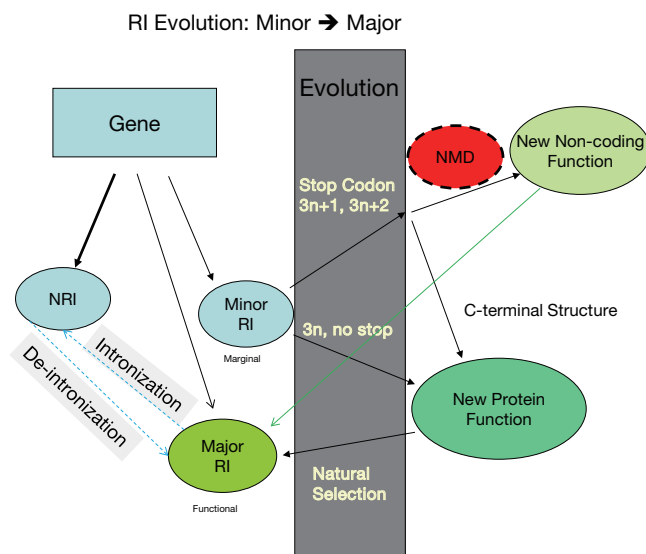 RI Evolution: Minor ➔ Major
Evolution
Gene
NMD
New Non-coding
Function
Stop Codon
3n+1, 3n+2
NRI
Minor
RI
Marginal
3n, no stop
C-terminal Structure
De-intronization
Intronization
New Protein
Function
Major
RI
Functional
Natural
Selection